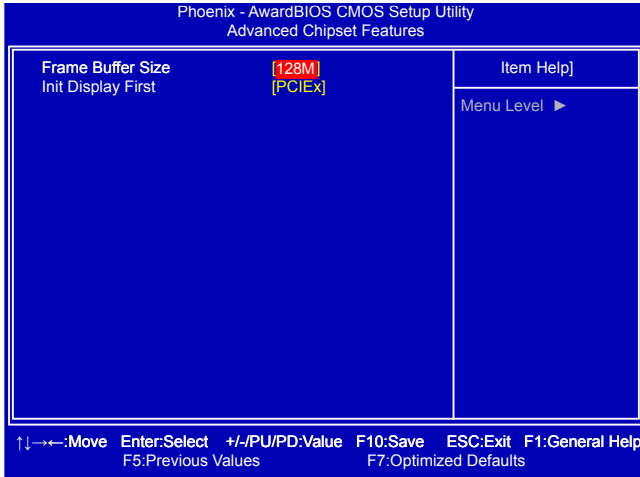 Phoenix - AwardBIOS CMOS Setup Utility
Advanced Chipset Features
Frame Buffer Size [128M]
Init Display First [PCIEx]
Item Help]
Menu Level ►
↑↓→←:Move Enter:Select +/-/PU/PD:Value F10:Save ESC:Exit F1:General Help
F5:Previous Values F7:Optimized Defaults